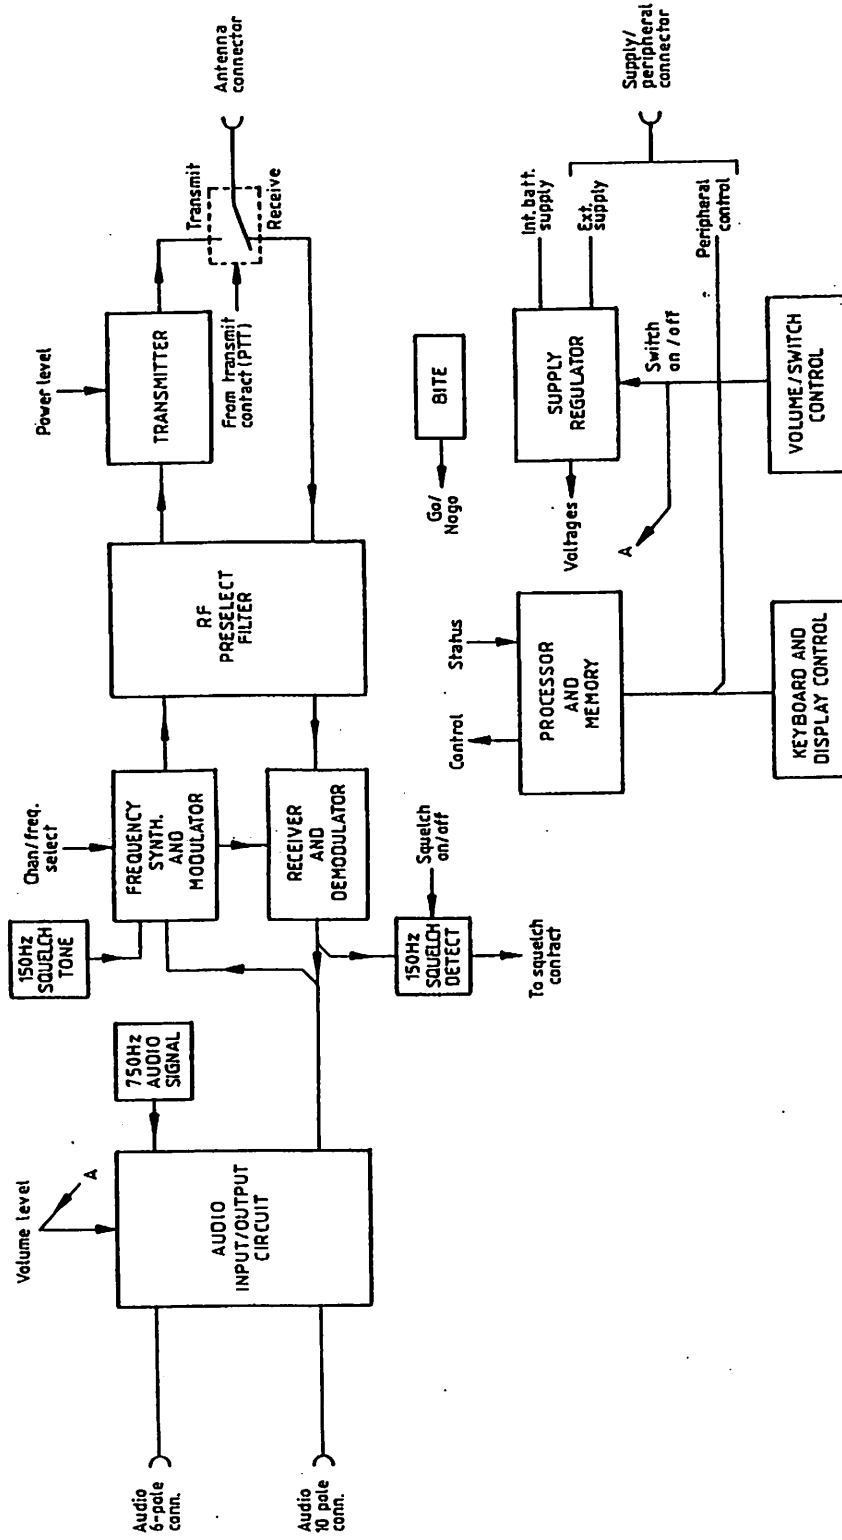 Volume level
A
Audio
6-pole
conn.
Audio
10 pole
conn.
AUDIO
INPUT/OUTPUT
CIRCUIT
750Hz
AUDIO
SIGNAL
150Hz
SQUELCH
TONE
Chan/freq.
select
FREQUENCY
SYNTH.
AND
MODULATOR
RECEIVER
AND
DEMODULATOR
150Hz
SQUELCH
DETECT
Squelch
on/off
To squelch
contact
RF
PRESELECT
FILTER
Power level
TRANSMITTER
From transmit
contact (PTT)
Transmit
Receive
Antenna
connector
Control
Status
PROCESSOR
AND
MEMORY
KEYBOARD AND
DISPLAY CONTROL
Go/
Nogo
BITE
Voltages
A
SUPPLY
REGULATOR
Switch
on/off
VOLUME/SWITCH
CONTROL
Int. batt.
supply
Ext.
supply
Peripheral
control
Supply/
peripheral
connector